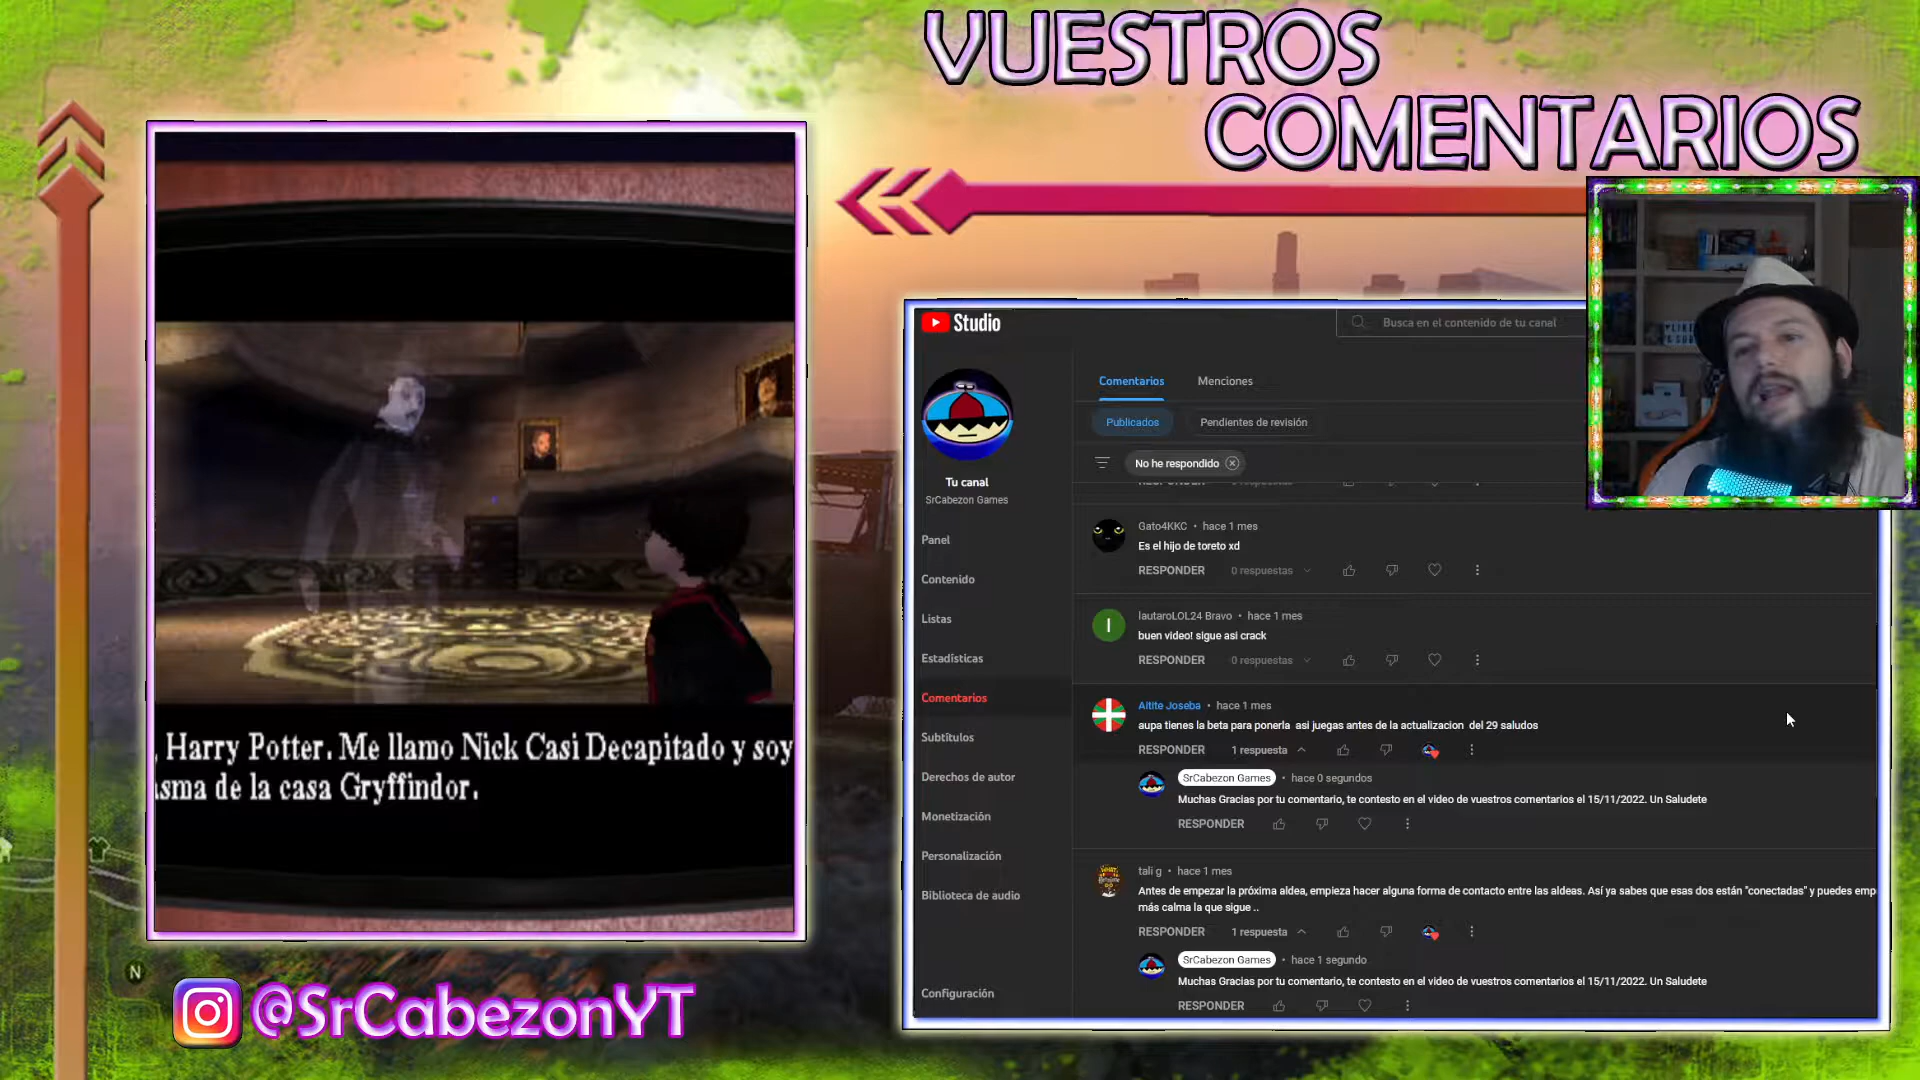 VUESTROS
COMENTARIOS
, Harry Potter. Me llamo Nick Casi Decapitado y soy
asma de la casa Gryffindor.
N
@SrCabezonYT
Studio
Busca en el contenido de tu canal
Tu canal
SrCabezon Games
Panel
Contenido
Listas
Estadísticas
Comentarios
Subtítulos
Derechos de autor
Monetización
Personalización
Biblioteca de audio
Configuración
Comentarios Menciones
Publicados Pendientes de revisión
No he respondido
RESPONDER 0 respuestas
Gato4KKC • hace 1 mes
Es el hijo de toreto xd
RESPONDER 0 respuestas
lautaroLOL24 Bravo • hace 1 mes
buen video! sigue asi crack
RESPONDER 0 respuestas
I
Aitite Joseba • hace 1 mes
aupa tienes la beta para ponerla asi juegas antes de la actualizacion del 29 saludos
RESPONDER 1 respuesta
SrCabezon Games • hace 0 segundos
Muchas Gracias por tu comentario, te contesto en el video de vuestros comentarios el 15/11/2022. Un Saludete
RESPONDER
tali g • hace 1 mes
Antes de empezar la próxima aldea, empieza hacer alguna forma de contacto entre las aldeas. Así ya sabes que esas dos están "conectadas" y puedes emp
más calma la que sigue ..
RESPONDER 1 respuesta
SrCabezon Games • hace 1 segundo
Muchas Gracias por tu comentario, te contesto en el video de vuestros comentarios el 15/11/2022. Un Saludete
RESPONDER